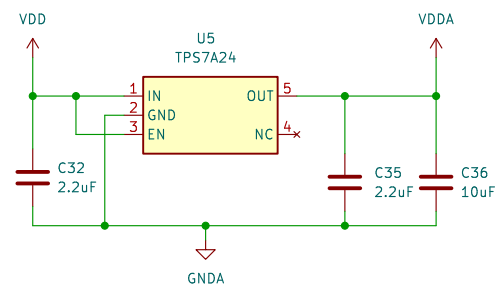 VDD
VDDA
U5
TPS7A24
1
IN
OUT
5
2
GND
3
EN
NC
4
C32
2.2uF
C35
2.2uF
C36
10uF
GNDA